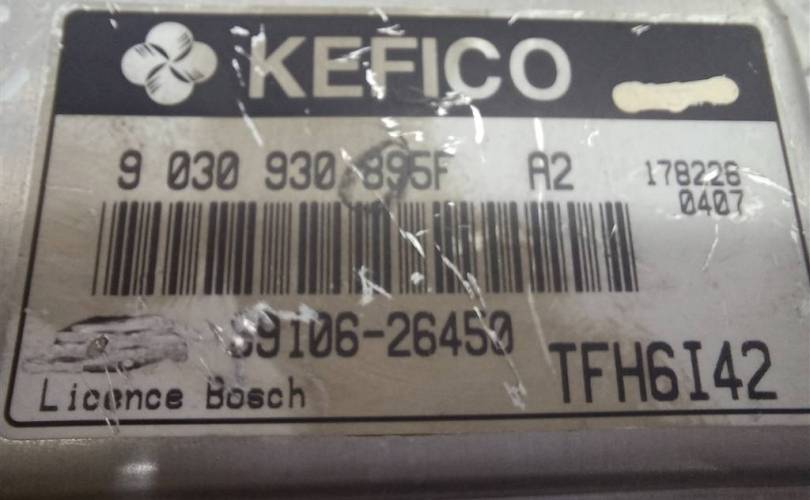 KEFICO
9 030 930 895F A2 178226
0407
39106-26450
TFH6I42
Licence Bosch